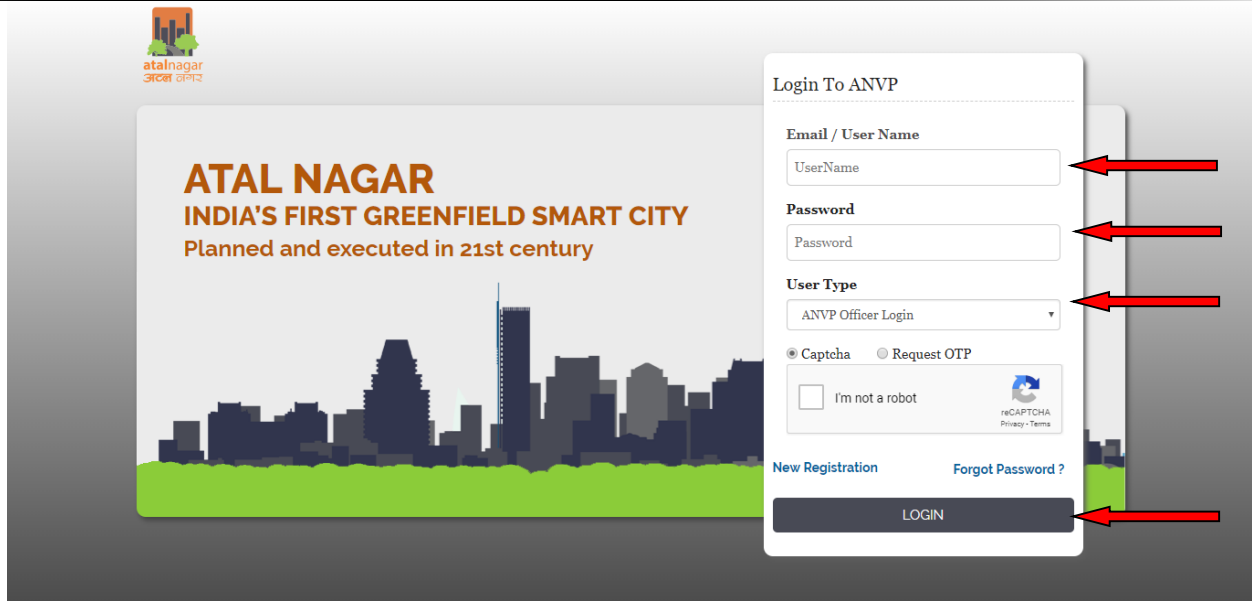 atalnagar
अटल नगर
ATAL NAGAR
INDIA'S FIRST GREENFIELD SMART CITY
Planned and executed in 21st century
Login To ANVP
Email / User Name
UserName
Password
Password
User Type
ANVP Officer Login
Captcha Request OTP
I'm not a robot
reCAPTCHA
Privacy - Terms
New Registration Forgot Password ?
LOGIN